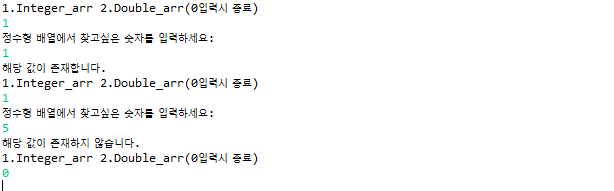 1.Integer_arr 2.Double_arr(0입력시 종료)
1
정수형 배열에서 찾고싶은 숫자를 입력하세요:
1
해당 값이 존재합니다.
1.Integer_arr 2.Double_arr(0입력시 종료)
1
정수형 배열에서 찾고싶은 숫자를 입력하세요:
5
해당 값이 존재하지 않습니다.
1.Integer_arr 2.Double_arr(0입력시 종료)
0